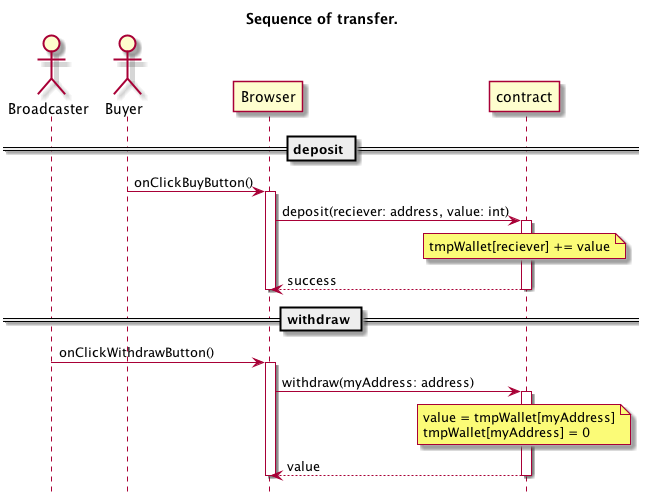 Sequence of transfer.
Broadcaster
Buyer
Browser
contract
deposit
onClickBuyButton()
deposit(reciever: address, value: int)
tmpWallet[reciever] += value
success
withdraw
onClickWithdrawButton()
withdraw(myAddress: address)
value = tmpWallet[myAddress]
tmpWallet[myAddress] = 0
value